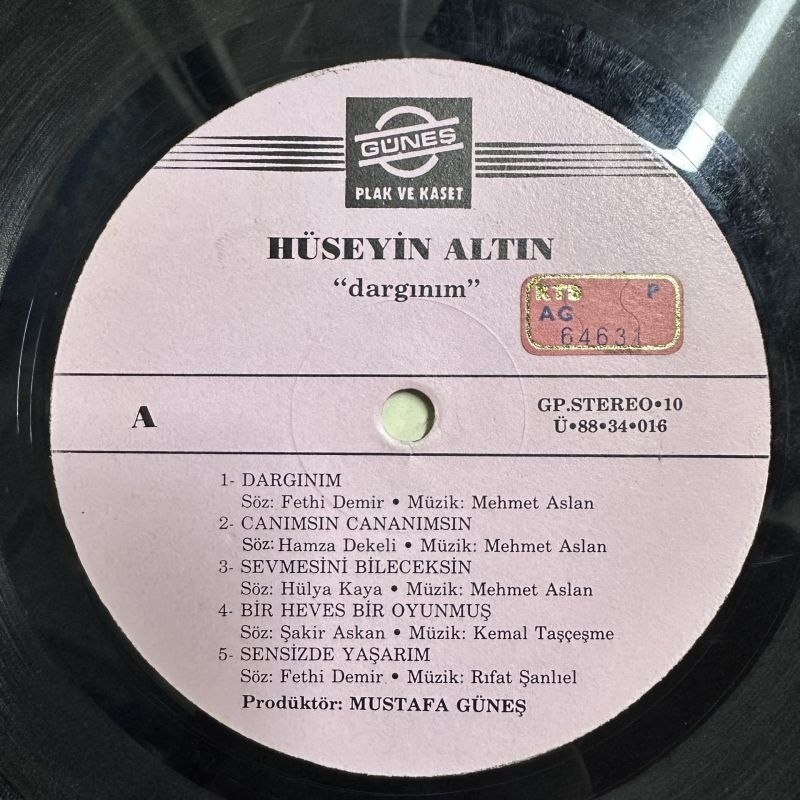 GÜNEŞ
PLAK VE KASET
HÜSEYİN ALTIN
“dargınım”
KTB P
AG
64631
A
GP.STEREO•10
Ü•88•34•016
1- DARGINIM
Söz: Fethi Demir • Müzik: Mehmet Aslan
2- CANIMSIN CANANIMSIN
Söz: Hamza Dekeli • Müzik: Mehmet Aslan
3- SEVMESİNİ BİLECEKSİN
Söz: Hülya Kaya • Müzik: Mehmet Aslan
4- BİR HEVES BİR OYUNMUŞ
Söz: Şakir Askan • Müzik: Kemal Taşçeşme
5- SENSİZDE YAŞARIM
Söz: Fethi Demir • Müzik: Rıfat Şanlıel
Prodüktör: MUSTAFA GÜNEŞ